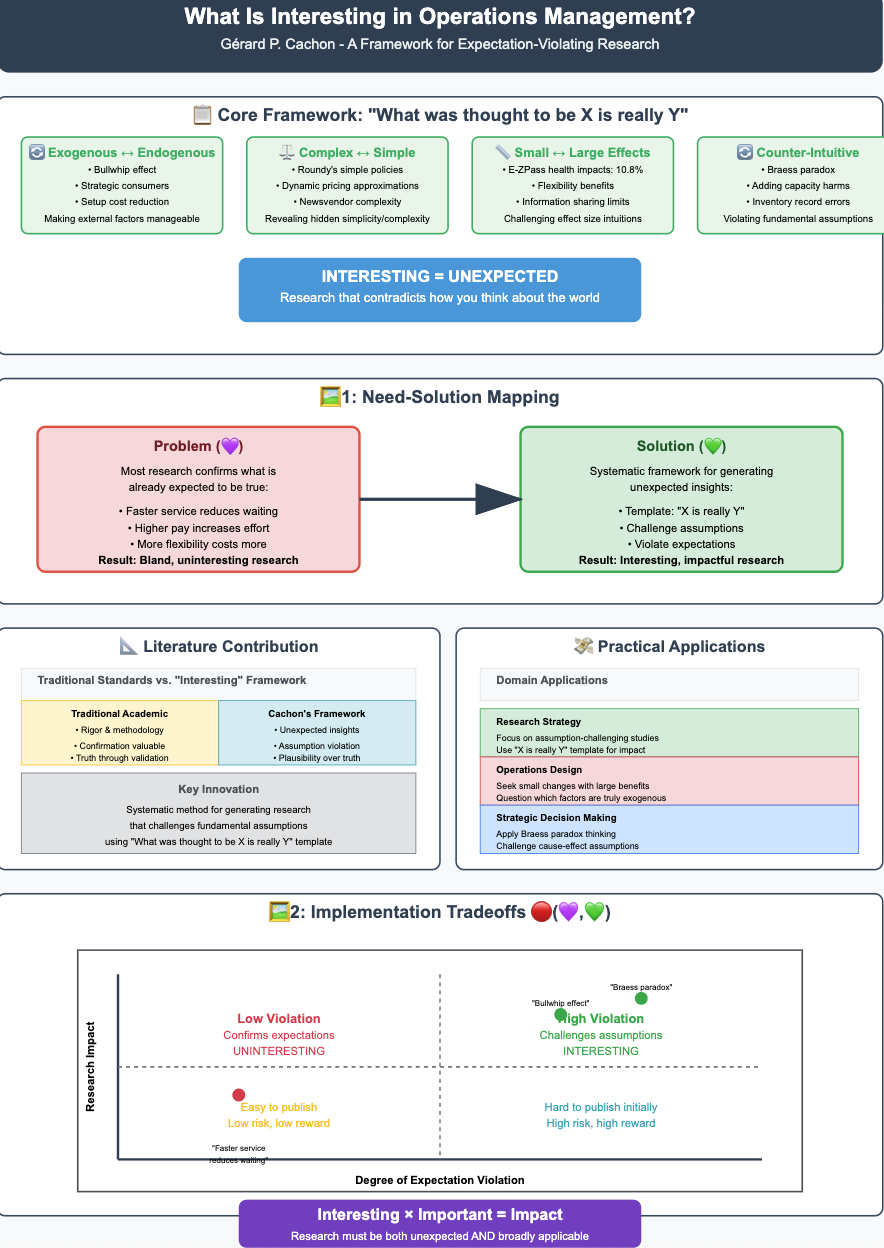 What Is Interesting in Operations Management?
Gérard P. Cachon - A Framework for Expectation-Violating Research
📋 Core Framework: "What was thought to be X is really Y"
🔄 Exogenous ↔ Endogenous
• Bullwhip effect
• Strategic consumers
• Setup cost reduction
Making external factors manageable
⚖️ Complex ↔ Simple
• Roundy's simple policies
• Dynamic pricing approximations
• Newsvendor complexity
Revealing hidden simplicity/complexity
📏 Small ↔ Large Effects
• E-ZPass health impacts: 10.8%
• Flexibility benefits
• Information sharing limits
Challenging effect size intuitions
🔄 Counter-Intuitive
• Braess paradox
• Adding capacity harms
• Inventory record errors
Violating fundamental assumptions
INTERESTING = UNEXPECTED
Research that contradicts how you think about the world
🖼️1: Need-Solution Mapping
Problem (💜)
Most research confirms what is
already expected to be true:
• Faster service reduces waiting
• Higher pay increases effort
• More flexibility costs more
Result: Bland, uninteresting research
Solution (💚)
Systematic framework for generating
unexpected insights:
• Template: "X is really Y"
• Challenge assumptions
• Violate expectations
Result: Interesting, impactful research
📐 Literature Contribution
Traditional Standards vs. "Interesting" Framework
Traditional Academic
• Rigor & methodology
• Confirmation valuable
• Truth through validation
Cachon's Framework
• Unexpected insights
• Assumption violation
• Plausibility over truth
Key Innovation
Systematic method for generating research
that challenges fundamental assumptions
using "What was thought to be X is really Y" template
💸 Practical Applications
Domain Applications
Research Strategy
Focus on assumption-challenging studies
Use "X is really Y" template for impact
Operations Design
Seek small changes with large benefits
Question which factors are truly exogenous
Strategic Decision Making
Apply Braess paradox thinking
Challenge cause-effect assumptions
🖼️2: Implementation Tradeoffs 🔴(💜,💚)
Research Impact
Low Violation
Confirms expectations
UNINTERESTING
"Braess paradox"
"Bullwhip effect"
High Violation
Challenges assumptions
INTERESTING
Easy to publish
Low risk, low reward
"Faster service
reduces waiting"
Hard to publish initially
High risk, high reward
Degree of Expectation Violation
Interesting × Important = Impact
Research must be both unexpected AND broadly applicable